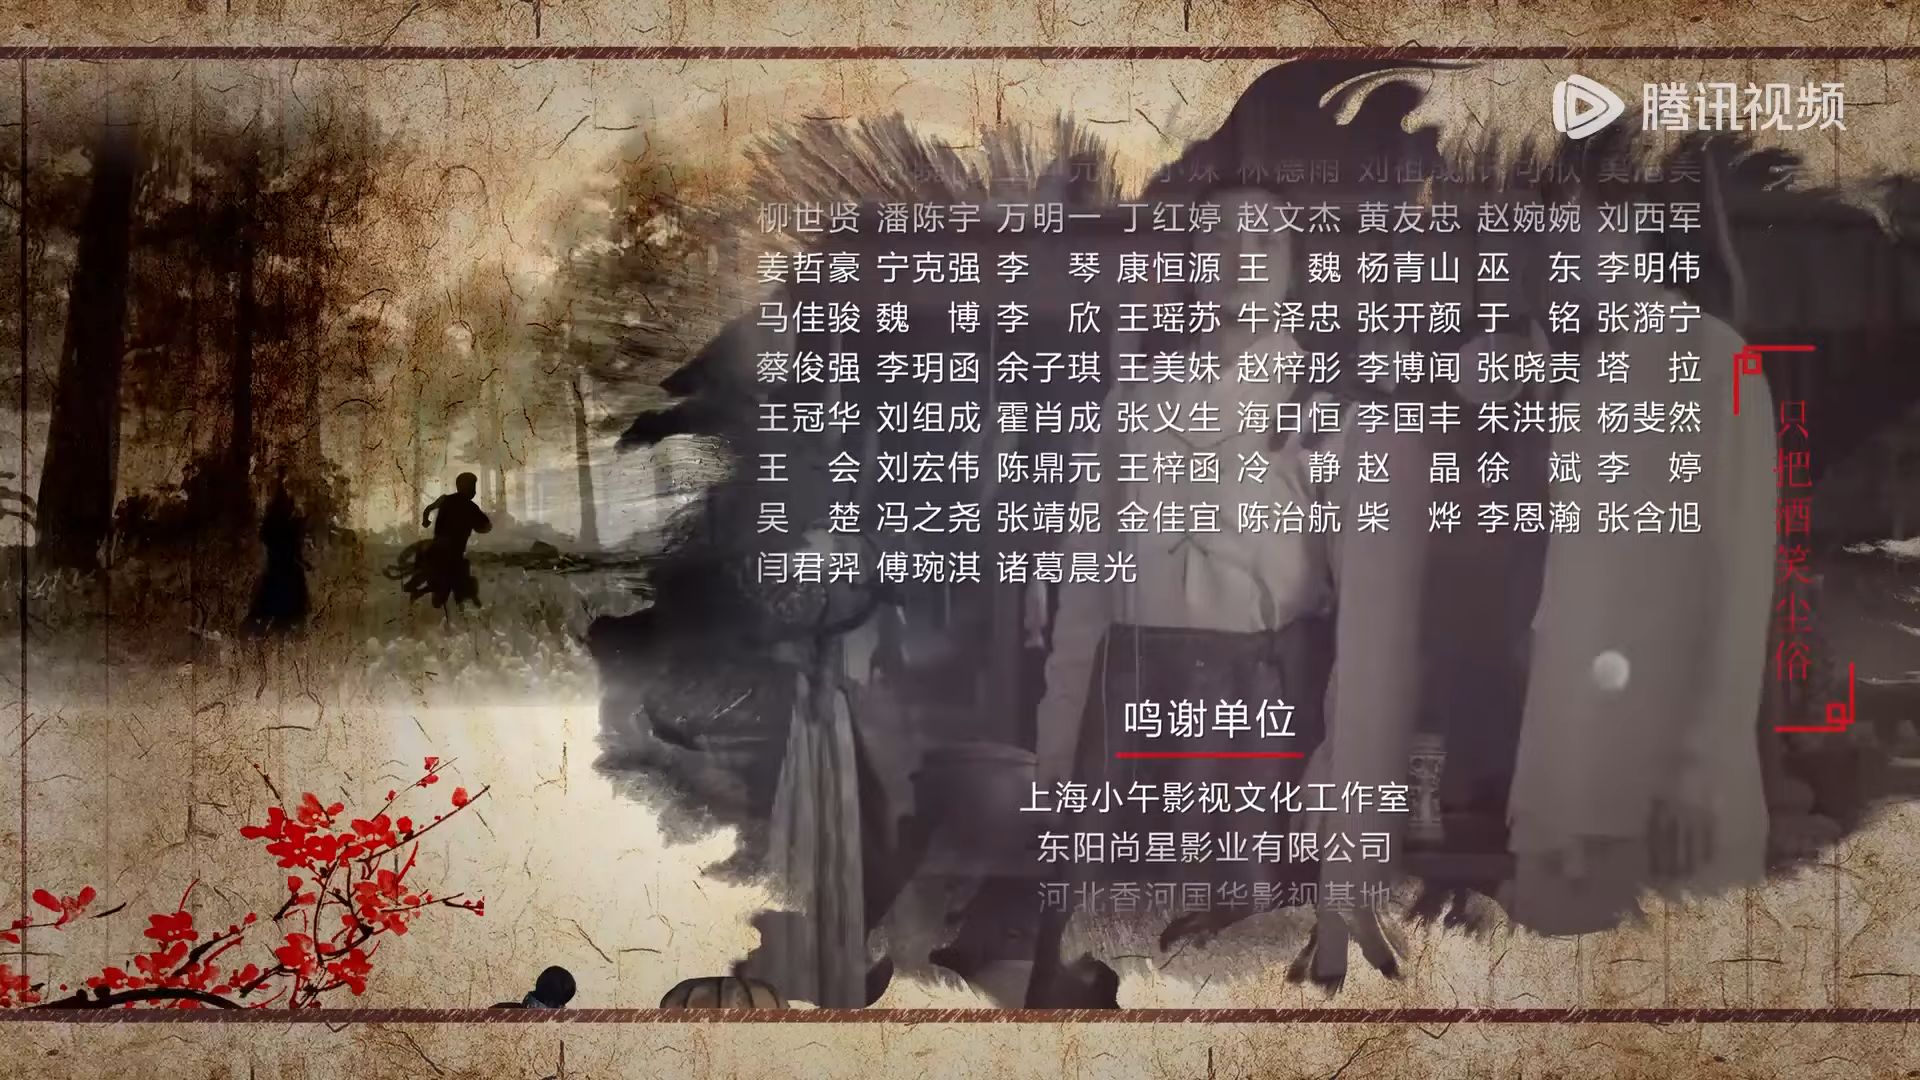 腾讯视频
柳世贤 潘陈宇 万明一 丁红婷 赵文杰 黄友忠 赵婉婉 刘西军
姜哲豪 宁克强 李　琴 康恒源 王　魏 杨青山 巫　东 李明伟
马佳骏 魏　博 李　欣 王瑶苏 牛泽忠 张开颜 于　铭 张漪宁
蔡俊强 李玥函 余子琪 王美妹 赵梓彤 李博闻 张晓责 塔　拉
王冠华 刘组成 霍肖成 张义生 海日恒 李国丰 朱洪振 杨斐然
王　会 刘宏伟 陈鼎元 王梓函 冷　静 赵　晶 徐　斌 李　婷
吴　楚 冯之尧 张靖妮 金佳宜 陈治航 柴　烨 李恩瀚 张含旭
闫君羿 傅琬淇 诸葛晨光
鸣谢单位
上海小午影视文化工作室
东阳尚星影业有限公司
河北香河国华影视基地
只把酒笑尘俗